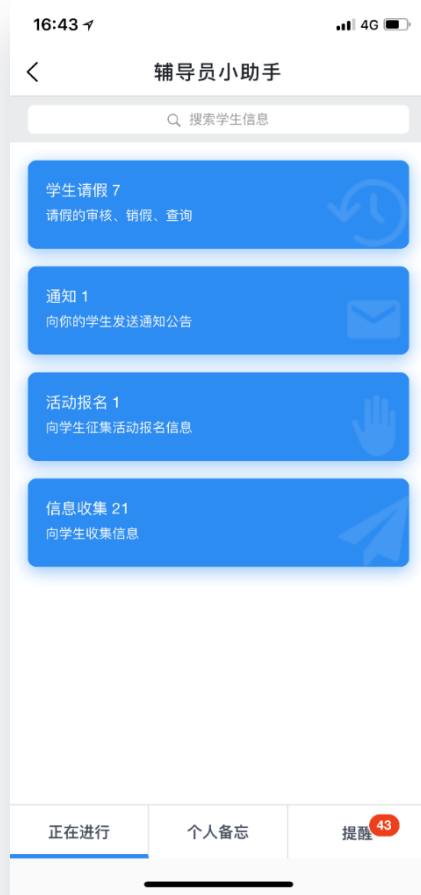 16:43
4G
辅导员小助手
搜索学生信息
学生请假 7
请假的审核、销假、查询
通知 1
向你的学生发送通知公告
活动报名 1
向学生征集活动报名信息
信息收集 21
向学生收集信息
正在进行
个人备忘
提醒
43